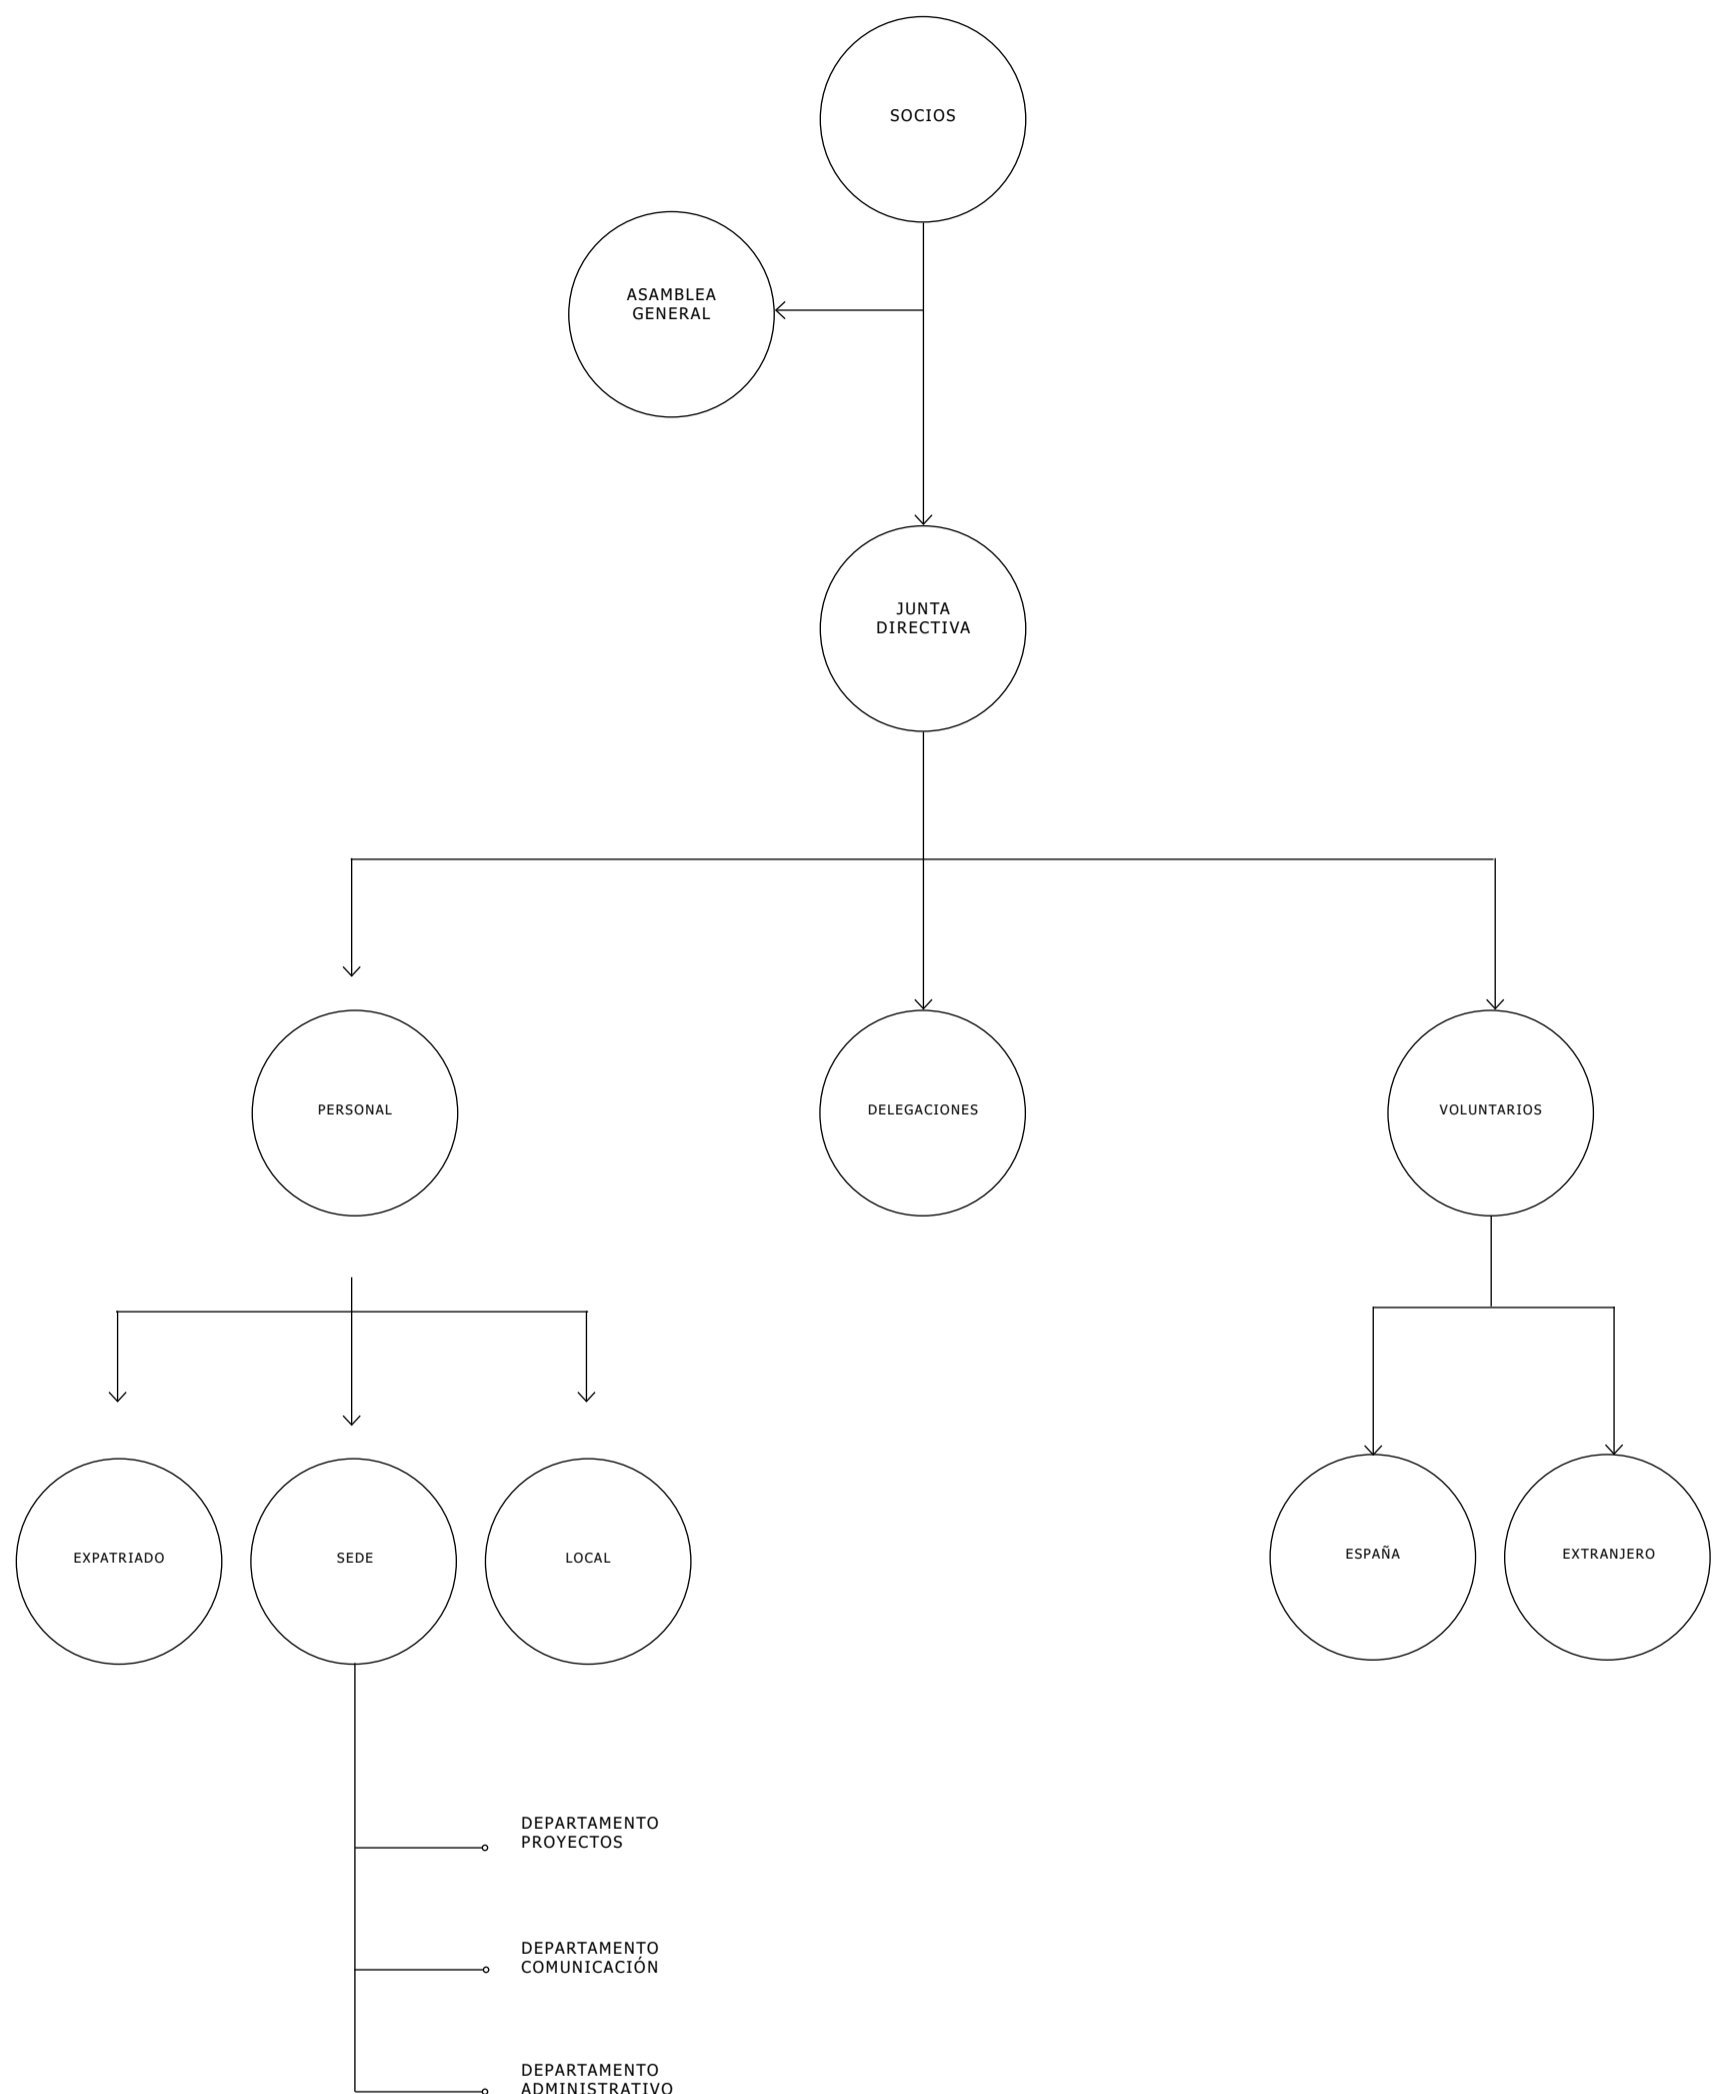 SOCIOS
ASAMBLEA
GENERAL
JUNTA
DIRECTIVA
PERSONAL
DELEGACIONES
VOLUNTARIOS
EXPATRIADO
SEDE
LOCAL
ESPAÑA
EXTRANJERO
DEPARTAMENTO
PROYECTOS
DEPARTAMENTO
COMUNICACIÓN
DEPARTAMENTO
ADMINISTRATIVO